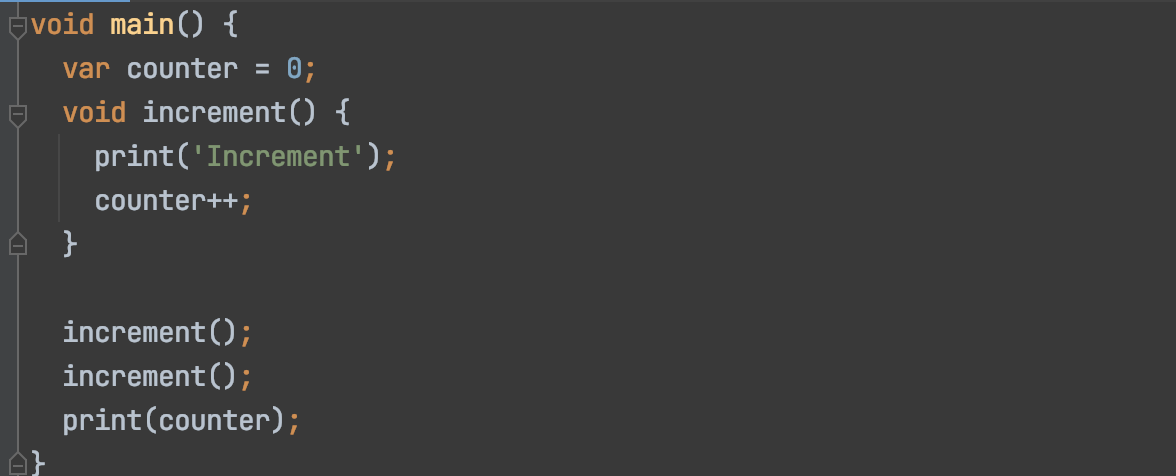 void main() {
  var counter = 0;
  void increment() {
    print('Increment');
    counter++;
  }

  increment();
  increment();
  print(counter);
}